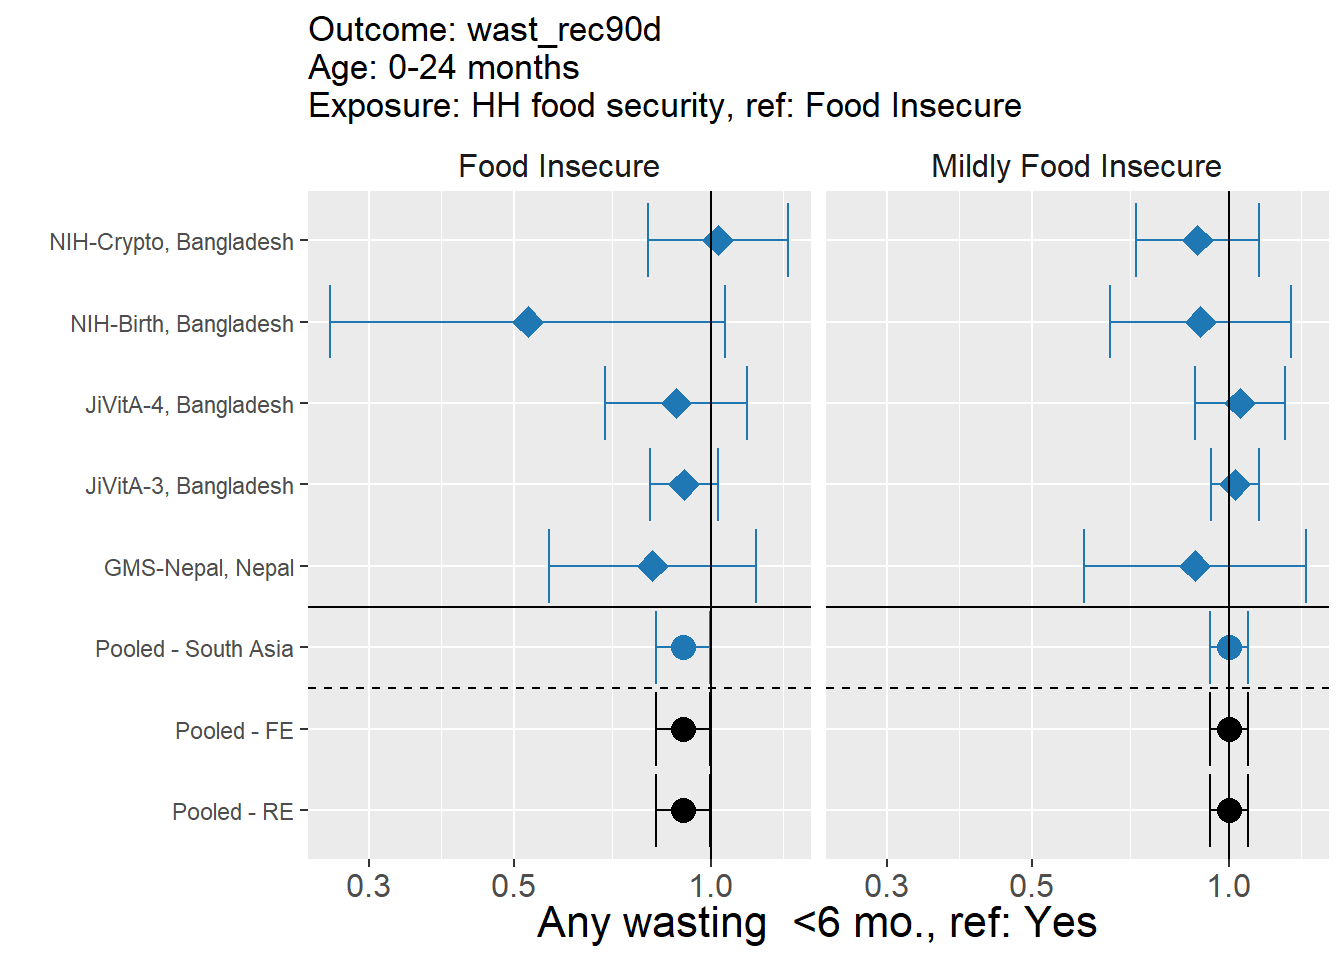 Outcome: wast_rec90d
Age: 0-24 months
Exposure: HH food security, ref: Food Insecure
Food Insecure
Mildly Food Insecure
NIH-Crypto, Bangladesh
NIH-Birth, Bangladesh
JiVitA-4, Bangladesh
JiVitA-3, Bangladesh
GMS-Nepal, Nepal
Pooled - South Asia
Pooled - FE
Pooled - RE
0.3 0.5 1.0 0.3 0.5 1.0
Any wasting  <6 mo., ref: Yes